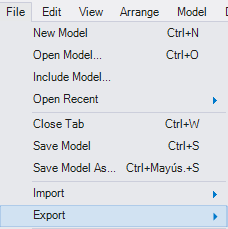 File Edit View Arrange Model
New Model Ctrl+N
Open Model... Ctrl+O
Include Model...
Open Recent
Close Tab Ctrl+W
Save Model Ctrl+S
Save Model As... Ctrl+Mayús.+S
Import
Export